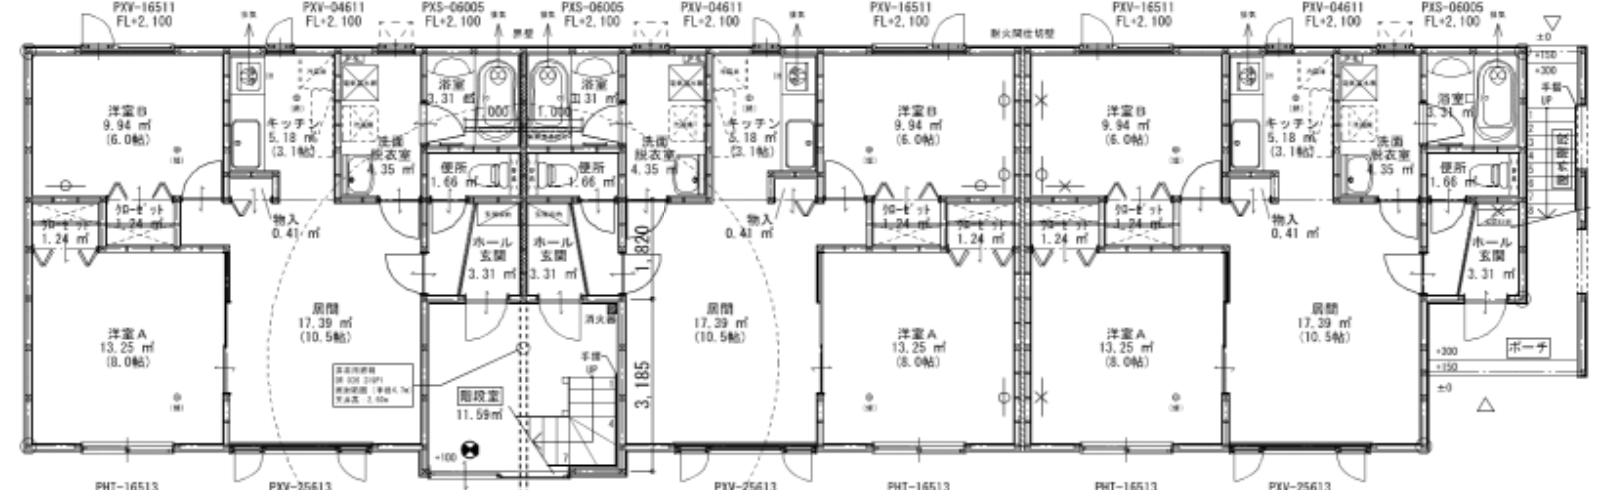 PXV-16511
FL+2.100
PXV-04611
FL+2.100
PXS-06005
FL+2.100
PXS-06005
FL+2.100
PXV-04611
FL+2.100
PXV-16511
FL+2.100
PXV-16511
FL+2.100
PXV-04611
FL+2.100
PXS-06005
FL+2.100
界壁
耐火間仕切壁
±0
+150
+300
手摺
UP
洋室B
9.94 ㎡
(6.0帖)
キッチン
5.18 ㎡
(3.1帖)
洗面
脱衣室
4.35 ㎡
浴室
3.31
浴室
便所
1.66 ㎡
便所
1.66 ㎡
洗面
脱衣室
4.35 ㎡
キッチン
5.18 ㎡
(3.1帖)
洋室B
9.94 ㎡
(6.0帖)
洋室B
9.94 ㎡
(6.0帖)
キッチン
5.18 ㎡
(3.1帖)
洗面
脱衣室
4.35 ㎡
浴室
3.31 ㎡
便所
1.66 ㎡
クローゼット
1.24 ㎡
クローゼット
1.24 ㎡
物入
0.41 ㎡
ホール
玄関
3.31 ㎡
ホール
玄関
3.31 ㎡
1,820
物入
0.41 ㎡
クローゼット
1.24 ㎡
クローゼット
1.24 ㎡
クローゼット
1.24 ㎡
クローゼット
1.24 ㎡
物入
0.41 ㎡
ホール
玄関
3.31 ㎡
洋室A
13.25 ㎡
(8.0帖)
居間
17.39 ㎡
(10.5帖)
消火器
手摺
UP
階段室
11.59㎡
+100
3,185
居間
17.39 ㎡
(10.5帖)
洋室A
13.25 ㎡
(8.0帖)
洋室A
13.25 ㎡
(8.0帖)
居間
17.39 ㎡
(10.5帖)
ポーチ
+300
+150
±0
PHT-16513
PXV-25613
PXV-25613
PHT-16513
PHT-16513
PXV-25613